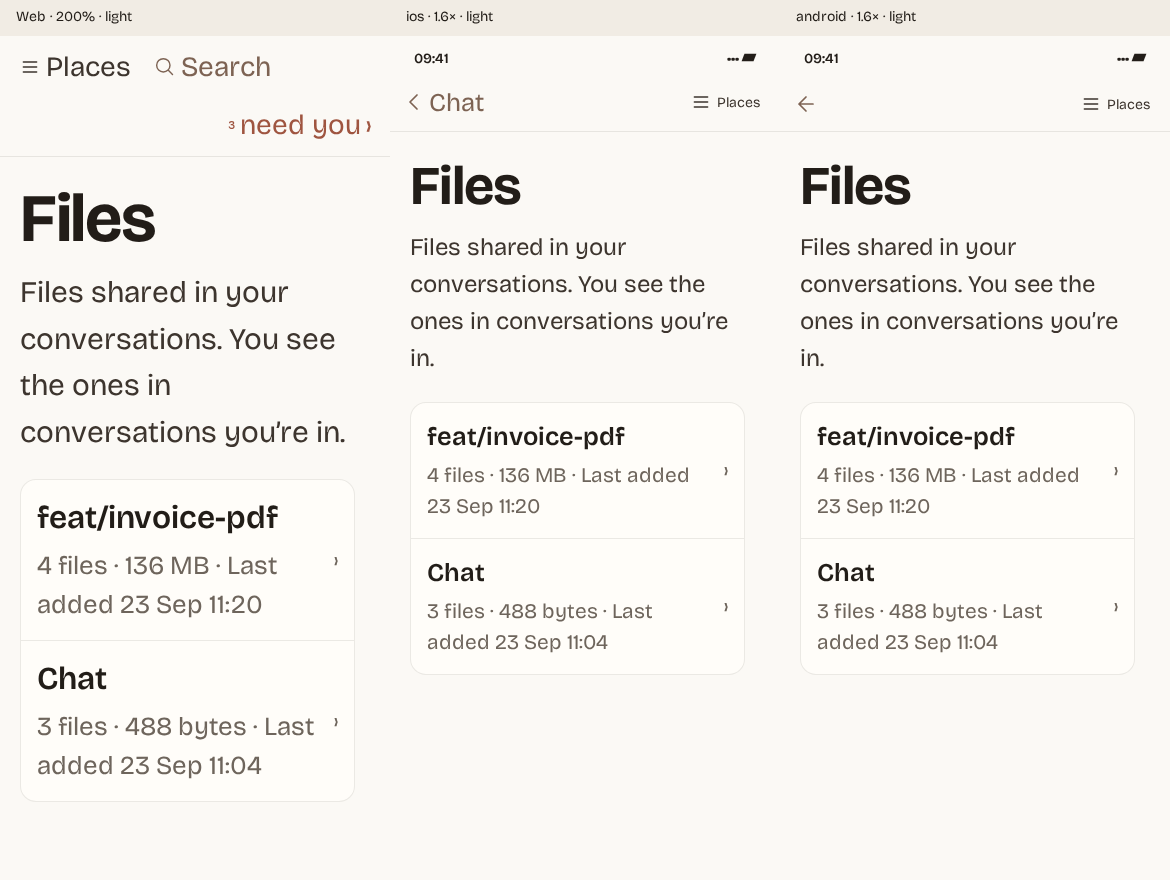 Web · 200% · light
Places
Search
3 need you ›
Files
Files shared in your
conversations. You see
the ones in
conversations you’re in.
feat/invoice-pdf
4 files · 136 MB · Last
added 23 Sep 11:20
›
Chat
3 files · 488 bytes · Last
added 23 Sep 11:04
›
ios · 1.6× · light
09:41
Chat
Places
Files
Files shared in your
conversations. You see the
ones in conversations you’re
in.
feat/invoice-pdf
4 files · 136 MB · Last added
23 Sep 11:20
›
Chat
3 files · 488 bytes · Last
added 23 Sep 11:04
›
android · 1.6× · light
09:41
Places
Files
Files shared in your
conversations. You see the
ones in conversations you’re
in.
feat/invoice-pdf
4 files · 136 MB · Last added
23 Sep 11:20
›
Chat
3 files · 488 bytes · Last
added 23 Sep 11:04
›